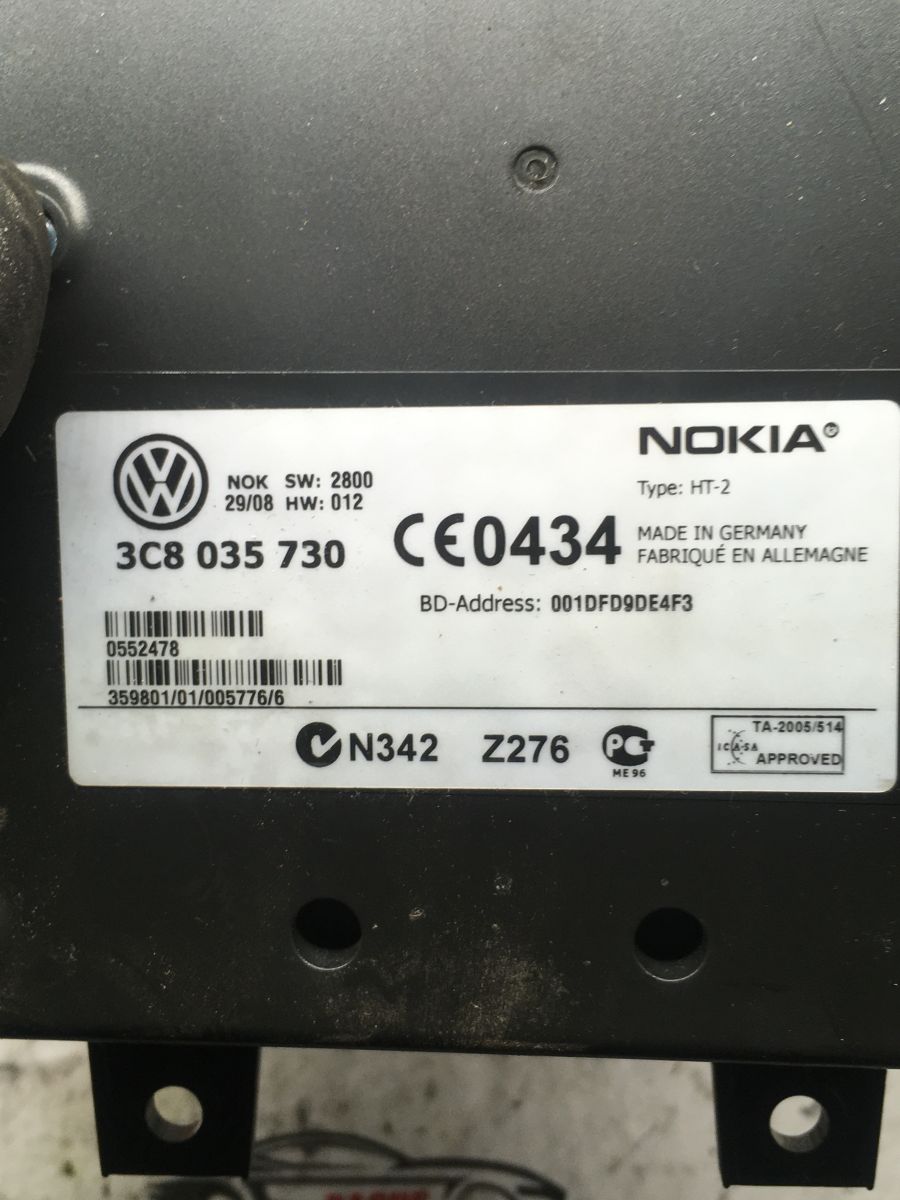 NOK SW: 2800
29/08 HW: 012
3C8 035 730
0552478
359801/01/005776/6
NOKIA
Type: HT-2
CE0434
MADE IN GERMANY
FABRIQUÉ EN ALLEMAGNE
BD-Address: 001DFD9DE4F3
N342 Z276
ME96
TA-2005/514
ICASA
APPROVED